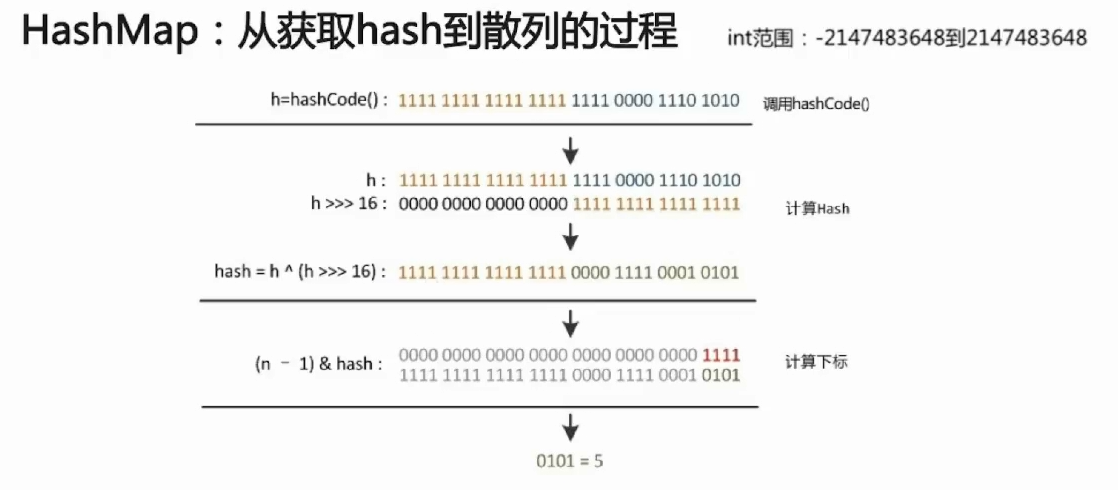 HashMap：从获取hash到散列的过程
int范围：-2147483648到2147483648
h=hashCode()： 1111 1111 1111 1111 1111 0000 1110 1010 调用hashCode()
h： 1111 1111 1111 1111 1111 0000 1110 1010
h >>> 16： 0000 0000 0000 0000 1111 1111 1111 1111 计算Hash
hash = h ^ (h >>> 16)： 1111 1111 1111 1111 0000 1111 0001 0101
(n － 1) & hash： 0000 0000 0000 0000 0000 0000 0000 1111 计算下标
1111 1111 1111 1111 0000 1111 0001 0101
0101 = 5